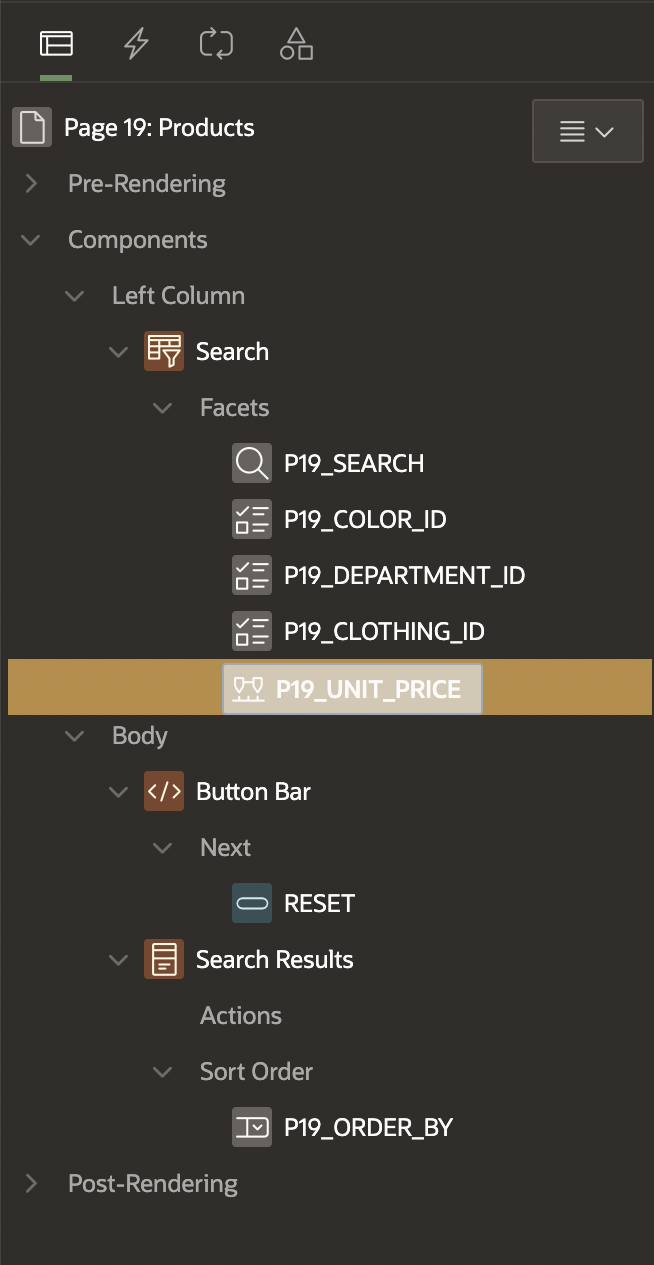 Page 19: Products
Pre-Rendering
Components
Left Column
Search
Facets
P19_SEARCH
P19_COLOR_ID
P19_DEPARTMENT_ID
P19_CLOTHING_ID
P19_UNIT_PRICE
Body
Button Bar
Next
RESET
Search Results
Actions
Sort Order
P19_ORDER_BY
Post-Rendering